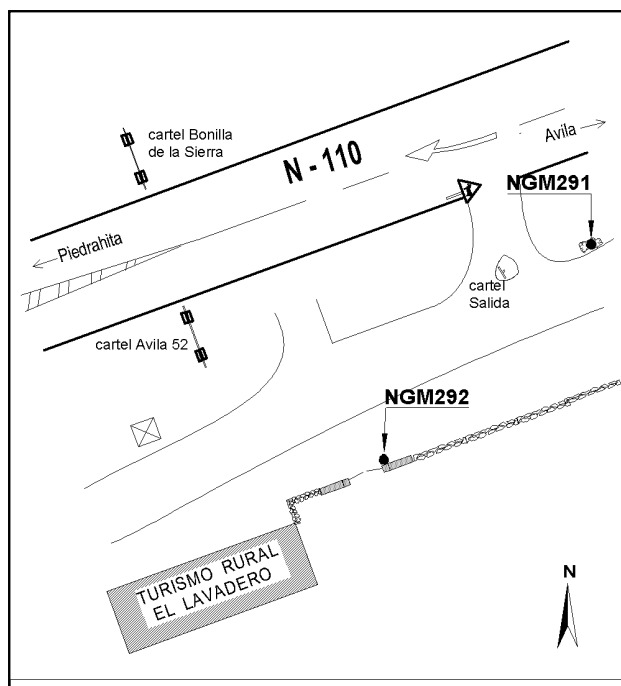 cartel Bonilla
de la Sierra
N - 110
Avila
NGM291
Piedrahita
cartel
Salida
cartel Avila 52
NGM292
TURISMO RURAL
EL LAVADERO
N